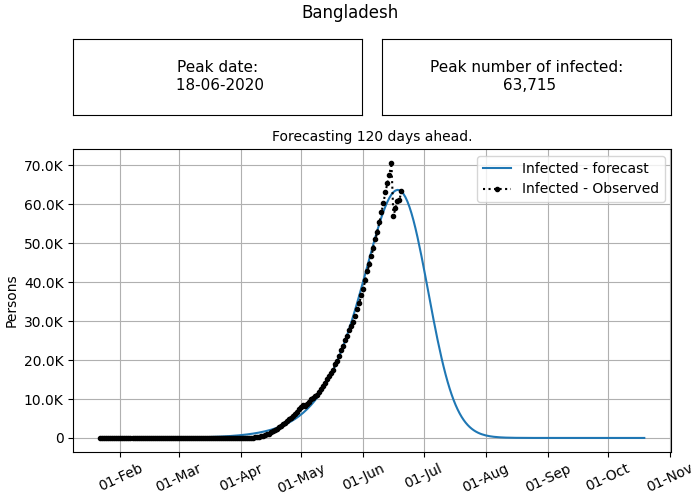 Bangladesh
Peak date:
18-06-2020
Peak number of infected:
63,715
Forecasting 120 days ahead.
Infected - forecast
Infected - Observed
70.0K
60.0K
50.0K
40.0K
30.0K
20.0K
10.0K
0
Persons
01-Feb
01-Mar
01-Apr
01-May
01-Jun
01-Jul
01-Aug
01-Sep
01-Oct
01-Nov